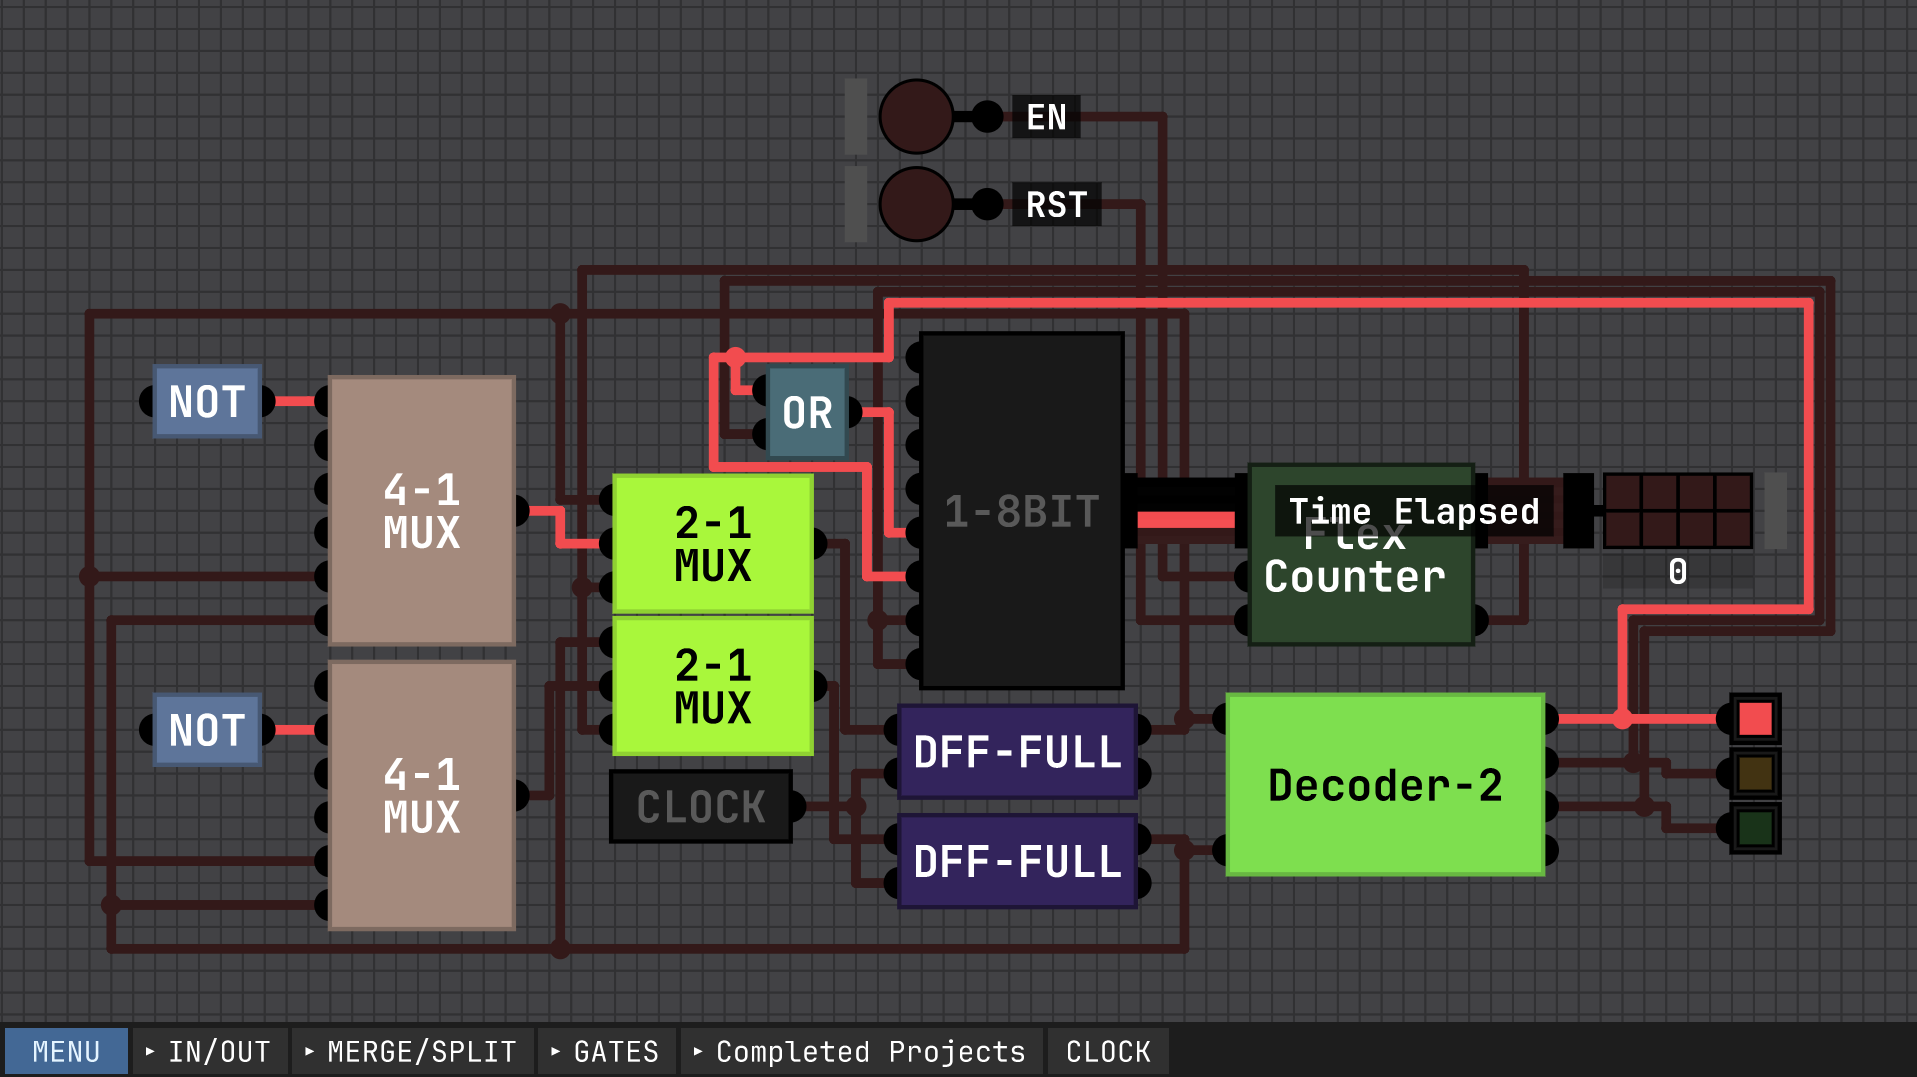 EN
RST
NOT
4-1
MUX
OR
2-1
MUX
1-8BIT
Time Elapsed
Flex
Counter
0
2-1
MUX
NOT
4-1
MUX
CLOCK
DFF-FULL
DFF-FULL
Decoder-2
MENU
▸ IN/OUT
▸ MERGE/SPLIT
▸ GATES
▸ Completed Projects
CLOCK